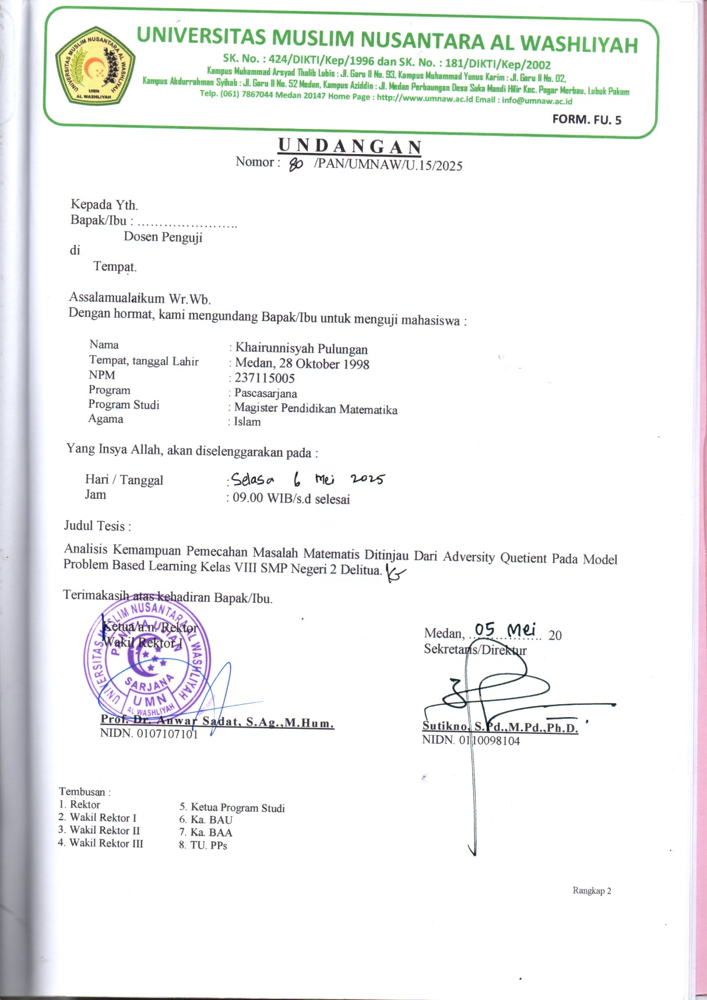 UNIVERSITAS MUSLIM NUSANTARA AL WASHLIYAH
SK. No. : 424/DIKTI/Kep/1996 dan SK. No. : 181/DIKTI/Kep/2002
Kampus Muhammad Arsyad Thalib Lubis : Jl. Garu II No. 93, Kampus Muhammad Yunus Karim : Jl. Garu II No. 02,
Kampus Abdurrahman Syihab : Jl. Garu II No. 52 Medan, Kampus Aziddin : Jl. Medan Perbaungan Desa Suka Mandi Hilir Kec. Pagar Merbau, Lubuk Pakam
Telp. (061) 7867044 Medan 20147 Home Page : http://www.umnaw.ac.id Email : info@umnaw.ac.id
UNIVERSITAS MUSLIM NUSANTARA AL WASHLIYAH
UMN
AL WASHLIYAH
FORM. FU. 5
UNDANGAN
Nomor : 80 /PAN/UMNAW/U.15/2025
Kepada Yth.
Bapak/Ibu : .......................
Dosen Penguji
di
Tempat.
Assalamualaikum Wr.Wb.
Dengan hormat, kami mengundang Bapak/Ibu untuk menguji mahasiswa :
Nama : Khairunnisyah Pulungan
Tempat, tanggal Lahir : Medan, 28 Oktober 1998
NPM : 237115005
Program : Pascasarjana
Program Studi : Magister Pendidikan Matematika
Agama : Islam
Yang Insya Allah, akan diselenggarakan pada :
Hari / Tanggal : Selasa 6 Mei 2025
Jam : 09.00 WIB/s.d selesai
Judul Tesis :
Analisis Kemampuan Pemecahan Masalah Matematis Ditinjau Dari Adversity Quetient Pada Model
Problem Based Learning Kelas VIII SMP Negeri 2 Delitua.
Terimakasih atas kehadiran Bapak/Ibu.
Ketua/a.n. Rektor
Wakil Rektor I
UNIVERSITAS MUSLIM NUSANTARA AL WASHLIYAH
PANITIA UJIAN
SARJANA
UMN
AL WASHLIYAH
Prof. Dr. Anwar Sadat, S.Ag.,M.Hum.
NIDN. 0107107101
Medan, 05 Mei 20
Sekretaris/Direktur
Sutikno, S.Pd.,M.Pd.,Ph.D.
NIDN. 0110098104
Tembusan :
1. Rektor
2. Wakil Rektor I
3. Wakil Rektor II
4. Wakil Rektor III
5. Ketua Program Studi
6. Ka. BAU
7. Ka. BAA
8. TU. PPs
Rangkap 2